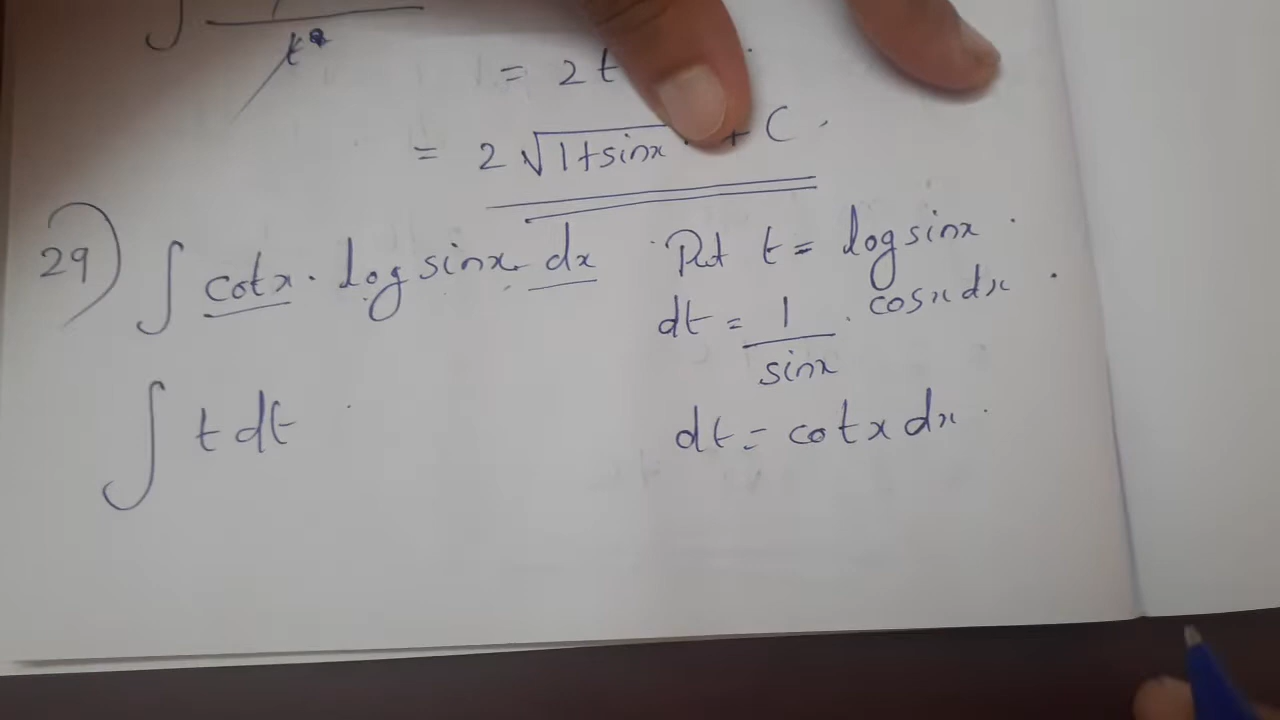 ∫ t²
= 2t
= 2 √1+sinx + C .
29) ∫ cotx . log sinx dx Put t = log sinx .
dt = 1/sinx . cosx dx .
∫ t dt
dt = cotx dx .